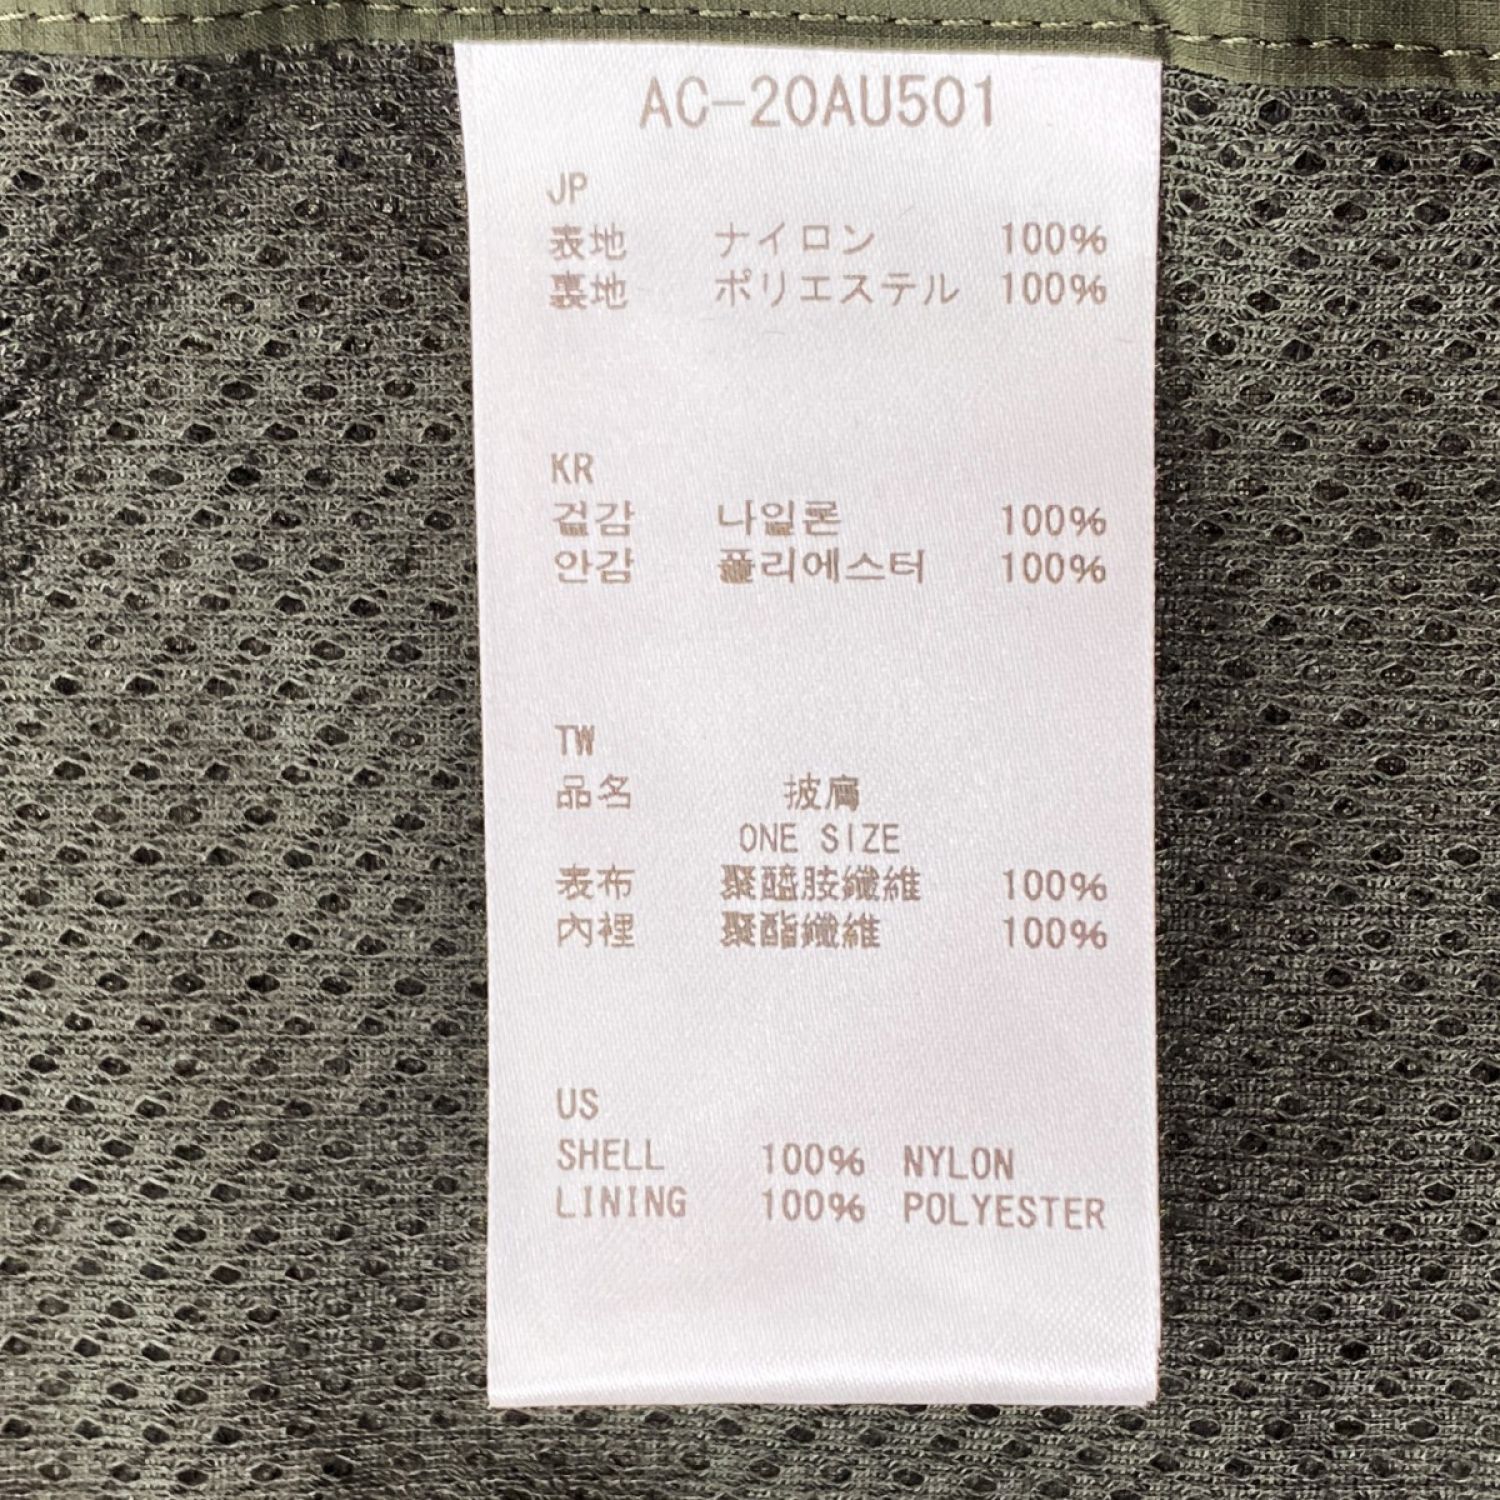 AC-20AU501
JP
表地 ナイロン 100%
裏地 ポリエステル 100%
KR
겉감 나일론 100%
안감 폴리에스터 100%
TW
品名 披肩
ONE SIZE
表布 聚醯胺纖維 100%
內裡 聚酯纖維 100%
US
SHELL 100% NYLON
LINING 100% POLYESTER